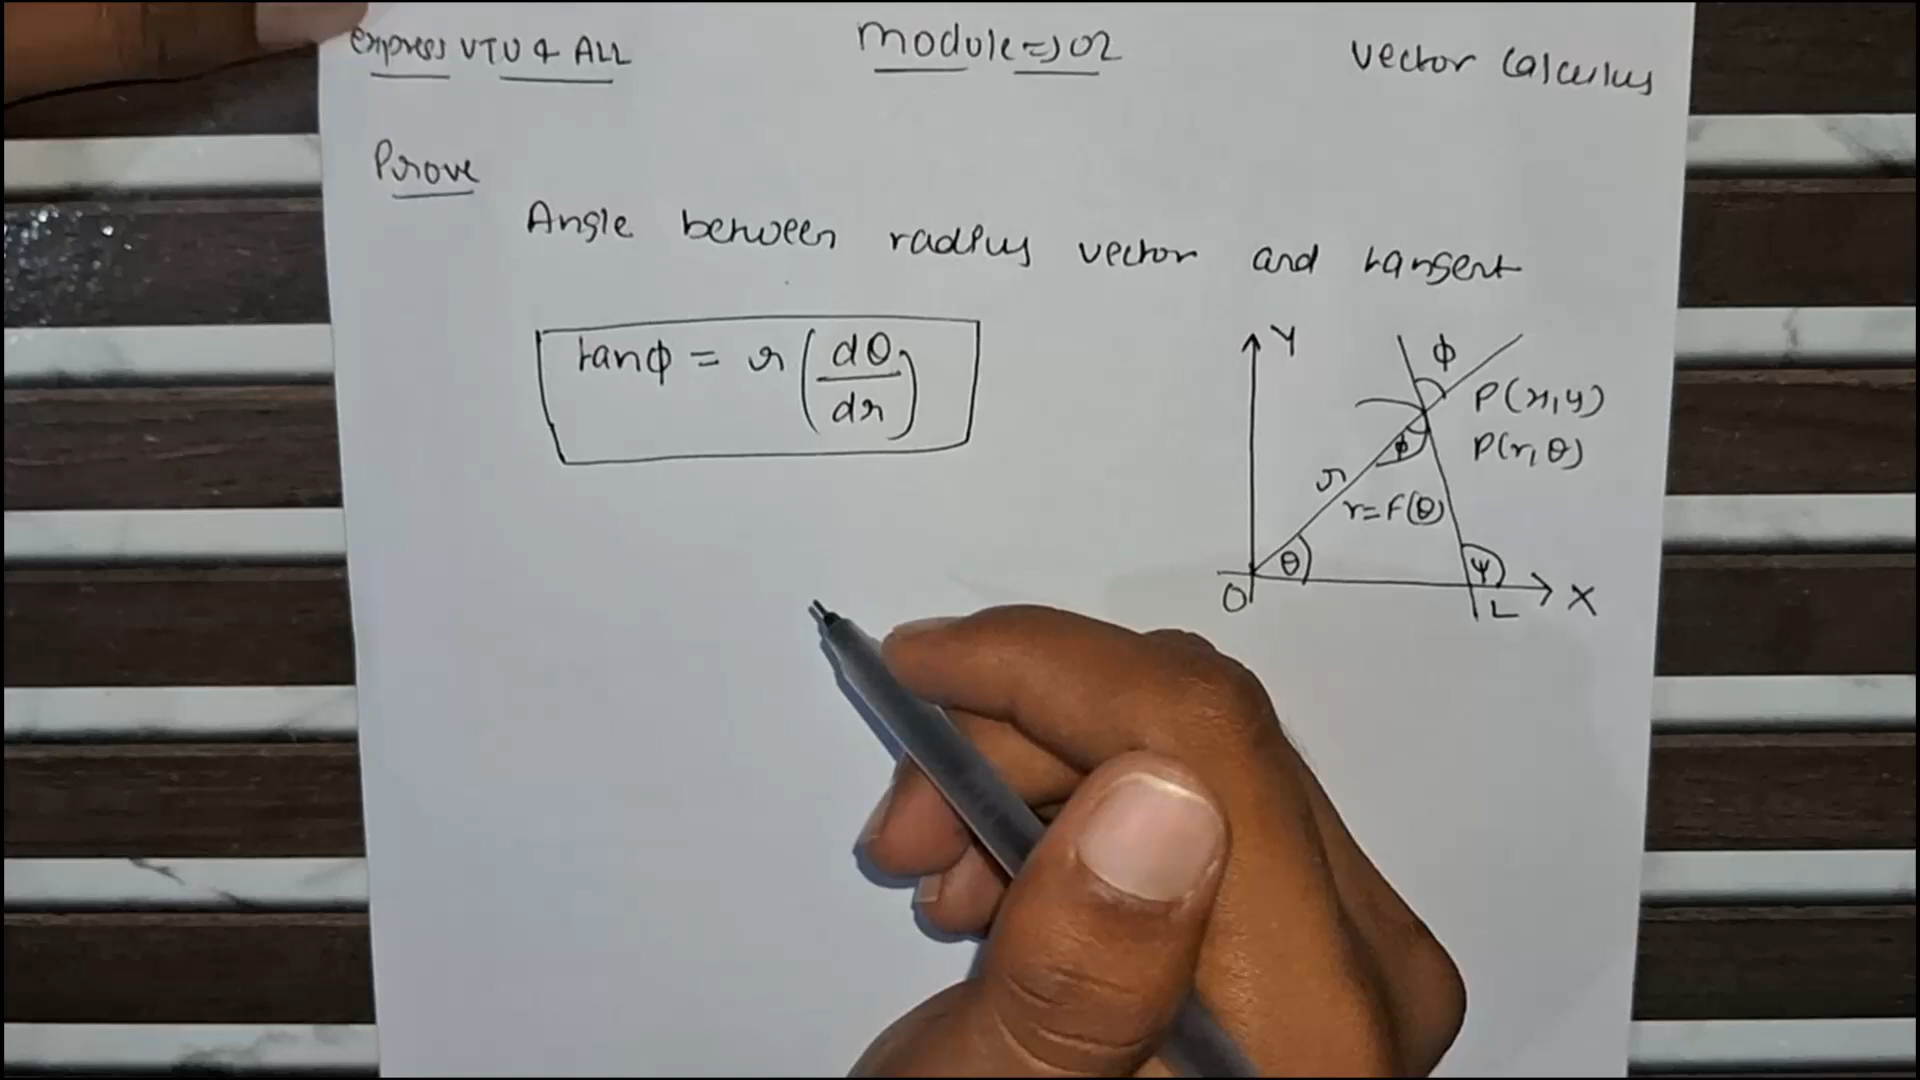 express VTU & ALL
module => 02
vector calculus
Prove
Angle between radius vector and tangent
tanφ = r (dθ/dr)
Y
φ
P(x,y)
P(r,θ)
φ
r
r=f(θ)
θ
ψ
O
L
X